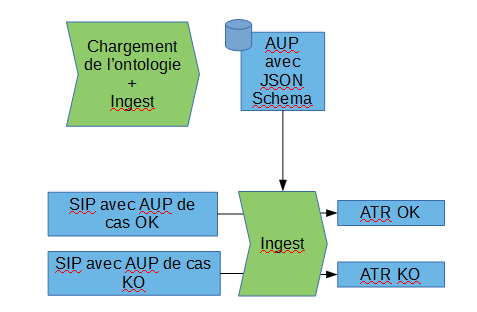 Chargement
de l'ontologie
+
Ingest
AUP
avec
JSON
Schema
SIP avec AUP de
cas OK
Ingest
ATR OK
SIP avec AUP de cas
KO
ATR KO